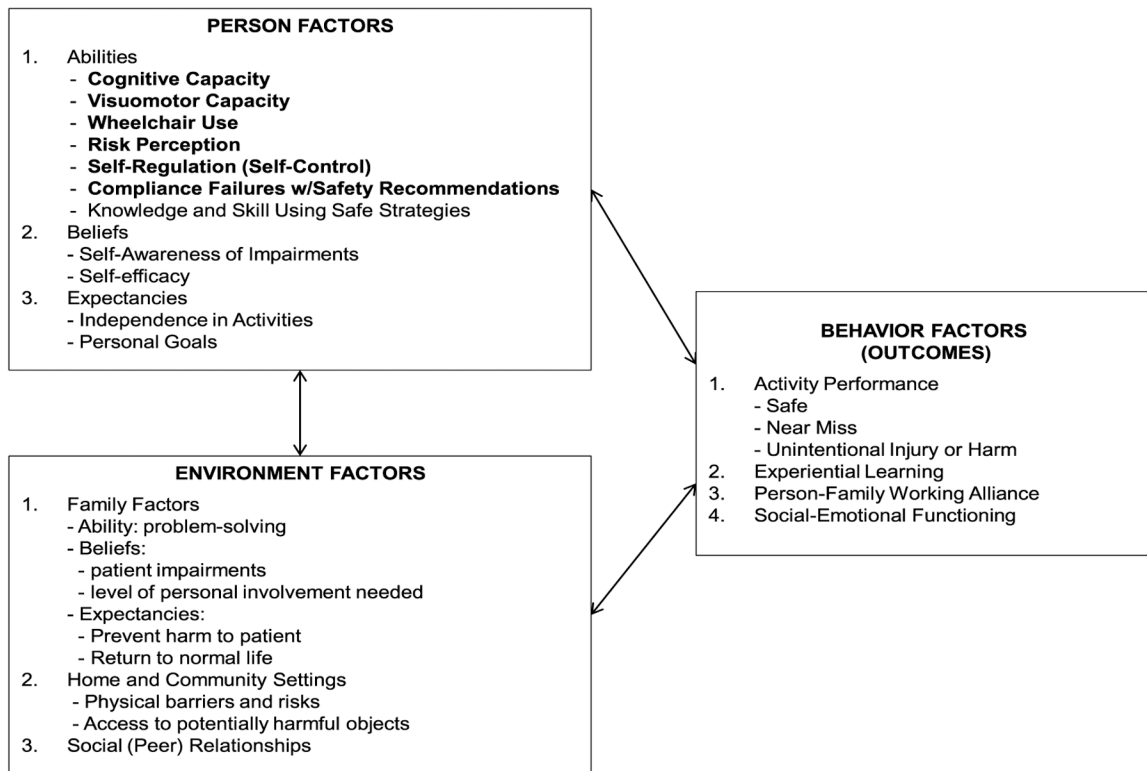 PERSON FACTORS
1. Abilities
- Cognitive Capacity
- Visuomotor Capacity
- Wheelchair Use
- Risk Perception
- Self-Regulation (Self-Control)
- Compliance Failures w/Safety Recommendations
- Knowledge and Skill Using Safe Strategies
2. Beliefs
- Self-Awareness of Impairments
- Self-efficacy
3. Expectancies
- Independence in Activities
- Personal Goals
ENVIRONMENT FACTORS
1. Family Factors
- Ability: problem-solving
- Beliefs:
- patient impairments
- level of personal involvement needed
- Expectancies:
- Prevent harm to patient
- Return to normal life
2. Home and Community Settings
- Physical barriers and risks
- Access to potentially harmful objects
3. Social (Peer) Relationships
BEHAVIOR FACTORS
(OUTCOMES)
1. Activity Performance
- Safe
- Near Miss
- Unintentional Injury or Harm
2. Experiential Learning
3. Person-Family Working Alliance
4. Social-Emotional Functioning